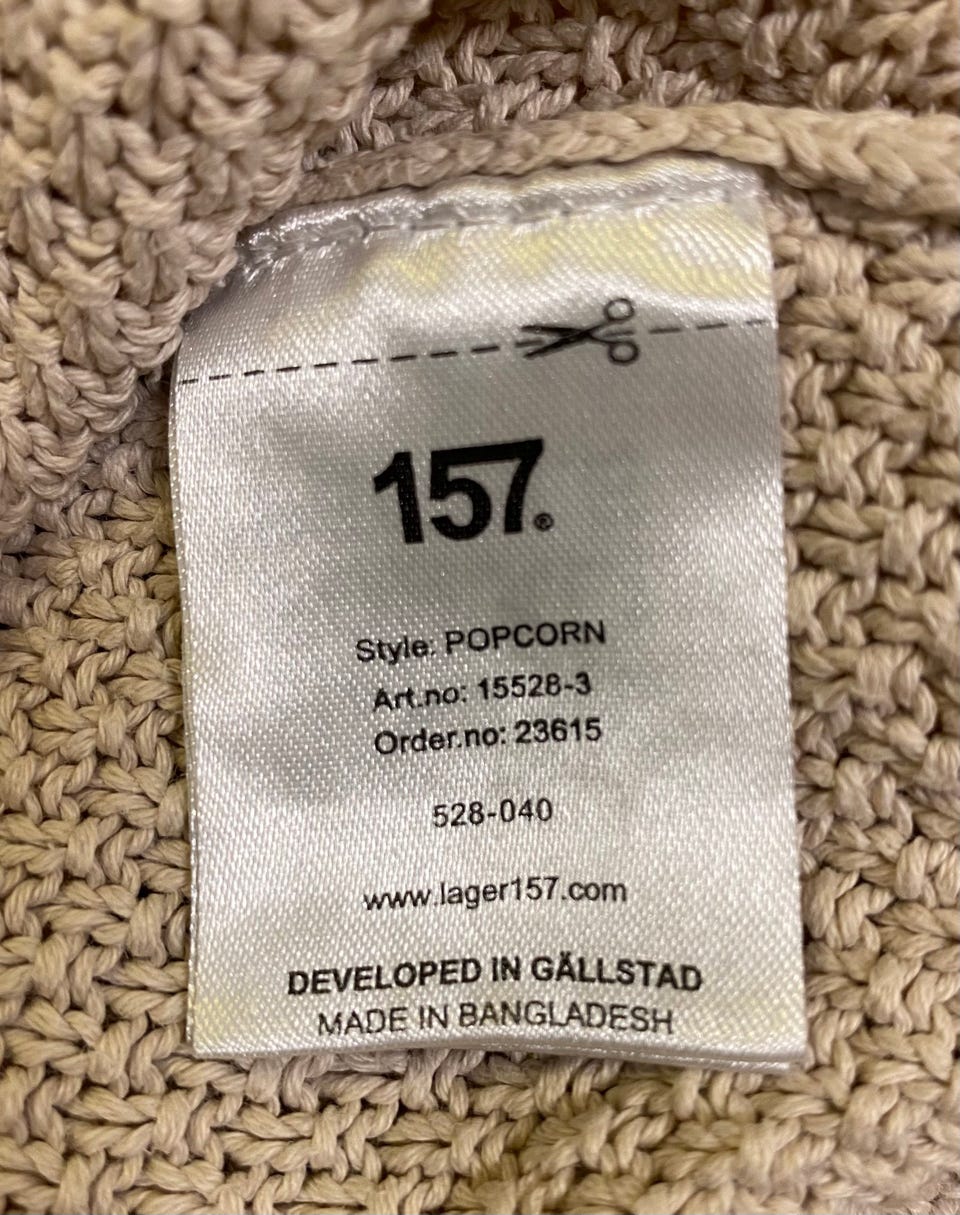 157®
Style: POPCORN
Art.no: 15528-3
Order.no: 23615
528-040
www.lager157.com
DEVELOPED IN GÄLLSTAD
MADE IN BANGLADESH